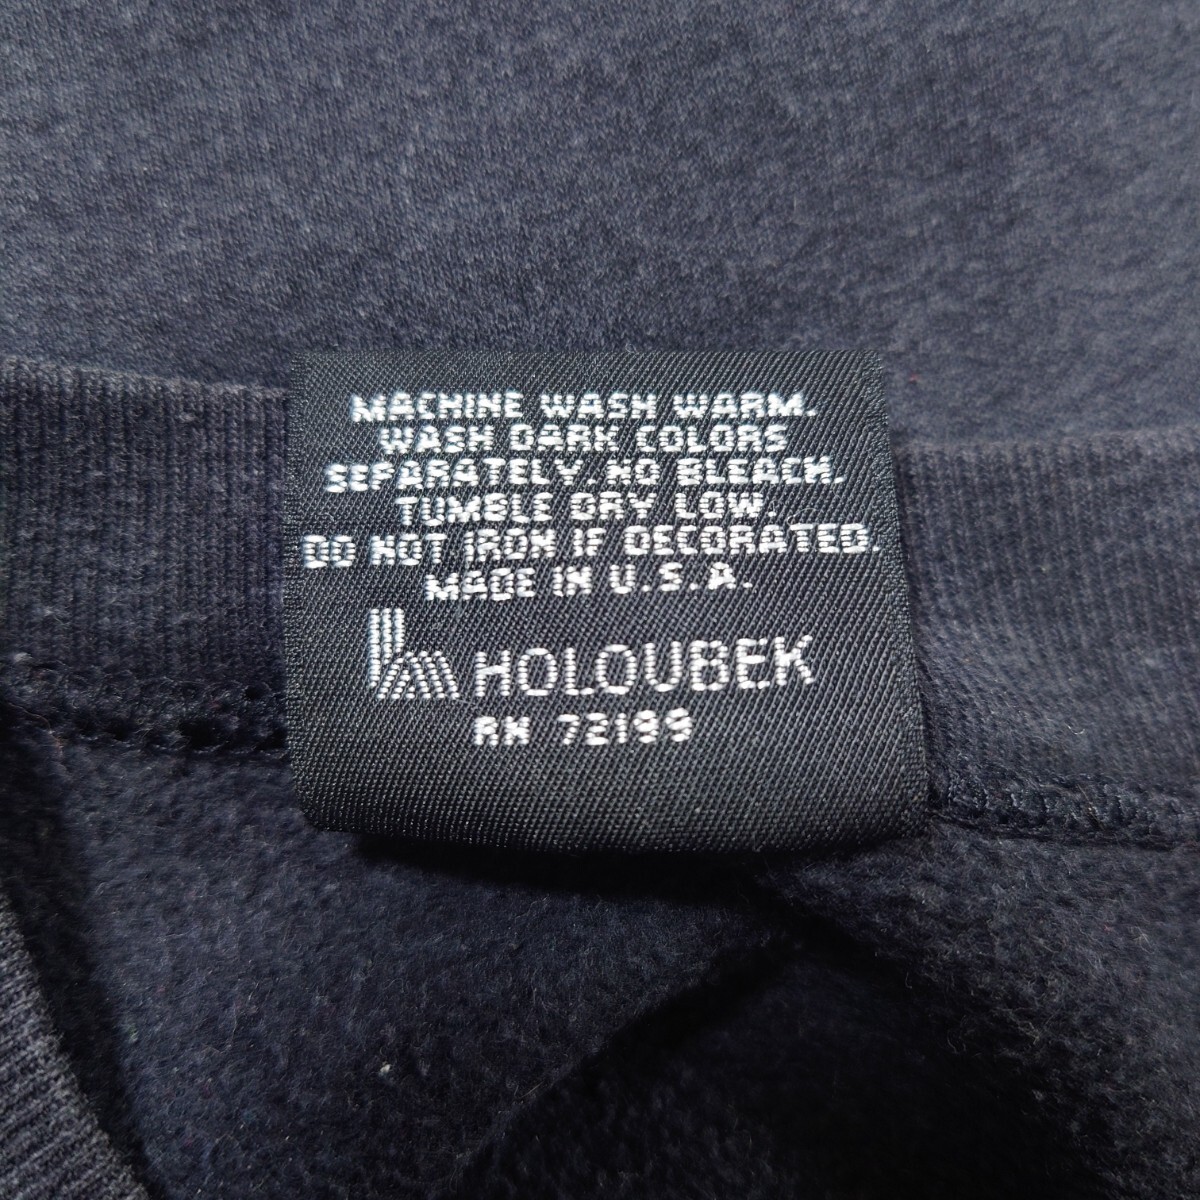 MACHINE WASH WARM.
WASH DARK COLORS
SEPARATELY. NO BLEACH.
TUMBLE DRY LOW.
DO NOT IRON IF DECORATED.
MADE IN U.S.A.
HOLOUBEK
RN 72199